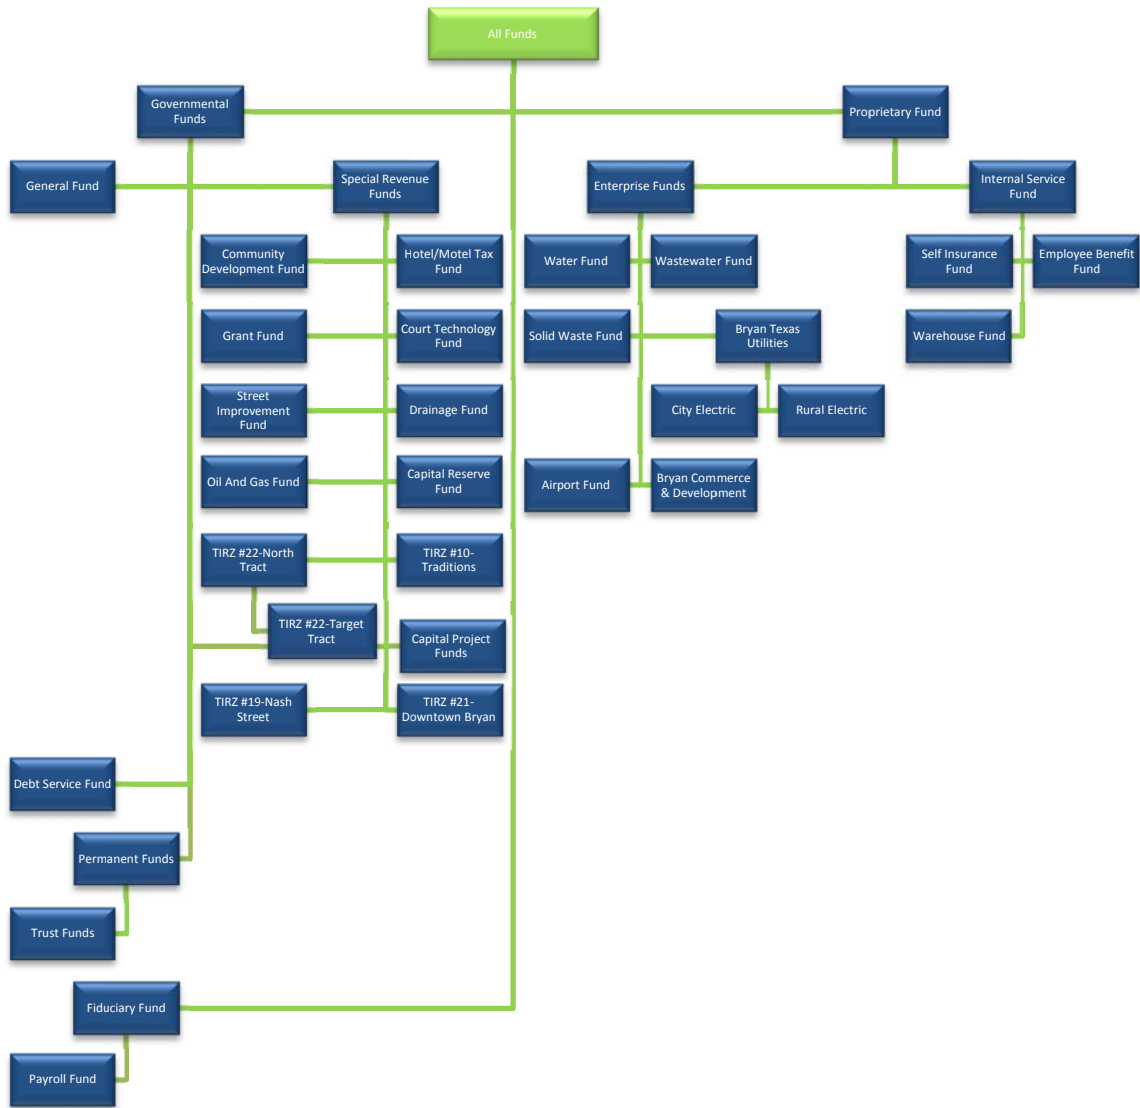 All Funds
Governmental
Funds
Proprietary Fund
General Fund
Special Revenue
Funds
Enterprise Funds
Internal Service
Fund
Community
Development Fund
Hotel/Motel Tax
Fund
Water Fund
Wastewater Fund
Self Insurance
Fund
Employee Benefit
Fund
Grant Fund
Court Technology
Fund
Solid Waste Fund
Bryan Texas
Utilities
Warehouse Fund
Street
Improvement
Fund
Drainage Fund
City Electric
Rural Electric
Oil And Gas Fund
Capital Reserve
Fund
Airport Fund
Bryan Commerce
& Development
TIRZ #22-North
Tract
TIRZ #10-
Traditions
TIRZ #22-Target
Tract
Capital Project
Funds
TIRZ #19-Nash
Street
TIRZ #21-
Downtown Bryan
Debt Service Fund
Permanent Funds
Trust Funds
Fiduciary Fund
Payroll Fund